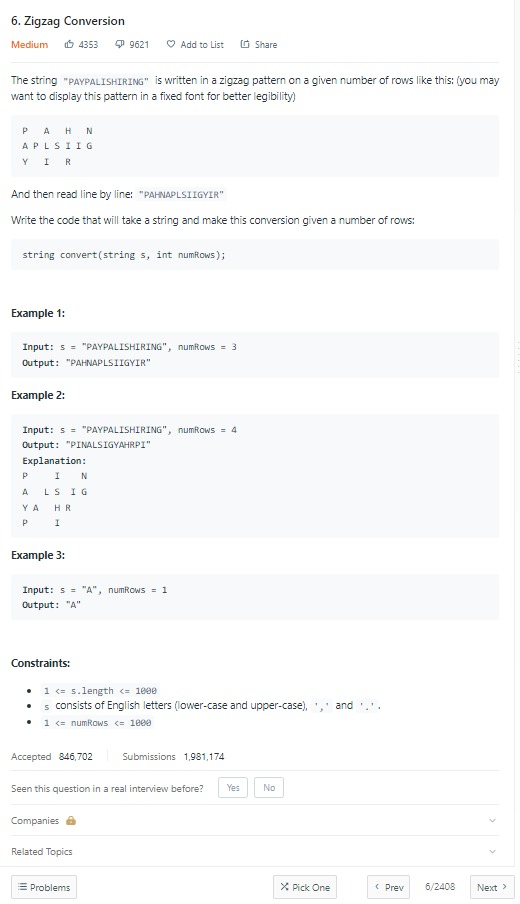 6. Zigzag Conversion
Medium 4353 9621 Add to List Share
The string "PAYPALISHIRING" is written in a zigzag pattern on a given number of rows like this: (you may
want to display this pattern in a fixed font for better legibility)
P   A   H   N
A P L S I I G
Y   I   R
And then read line by line: "PAHNAPLSIIGYIR"
Write the code that will take a string and make this conversion given a number of rows:
string convert(string s, int numRows);
Example 1:
Input: s = "PAYPALISHIRING", numRows = 3
Output: "PAHNAPLSIIGYIR"
Example 2:
Input: s = "PAYPALISHIRING", numRows = 4
Output: "PINALSIGYAHRPI"
Explanation:
P     I    N
A   L S  I G
Y A   H R
P     I
Example 3:
Input: s = "A", numRows = 1
Output: "A"
Constraints:
• 1 <= s.length <= 1000
• s consists of English letters (lower-case and upper-case), ',' and '.'.
• 1 <= numRows <= 1000
Accepted 846,702 Submissions 1,981,174
Seen this question in a real interview before? Yes No
Companies
Related Topics
Problems Pick One Prev 6/2408 Next